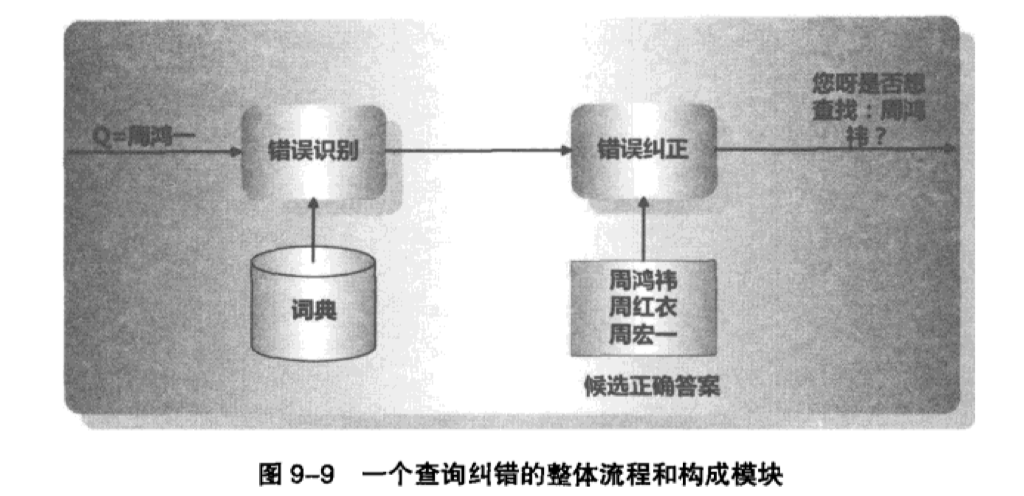 Q=周鸿一
错误识别
词典
错误纠正
周鸿祎
周红衣
周宏一
候选正确答案
您呀是否想
查找：周鸿
祎？
图 9-9 一个查询纠错的整体流程和构成模块